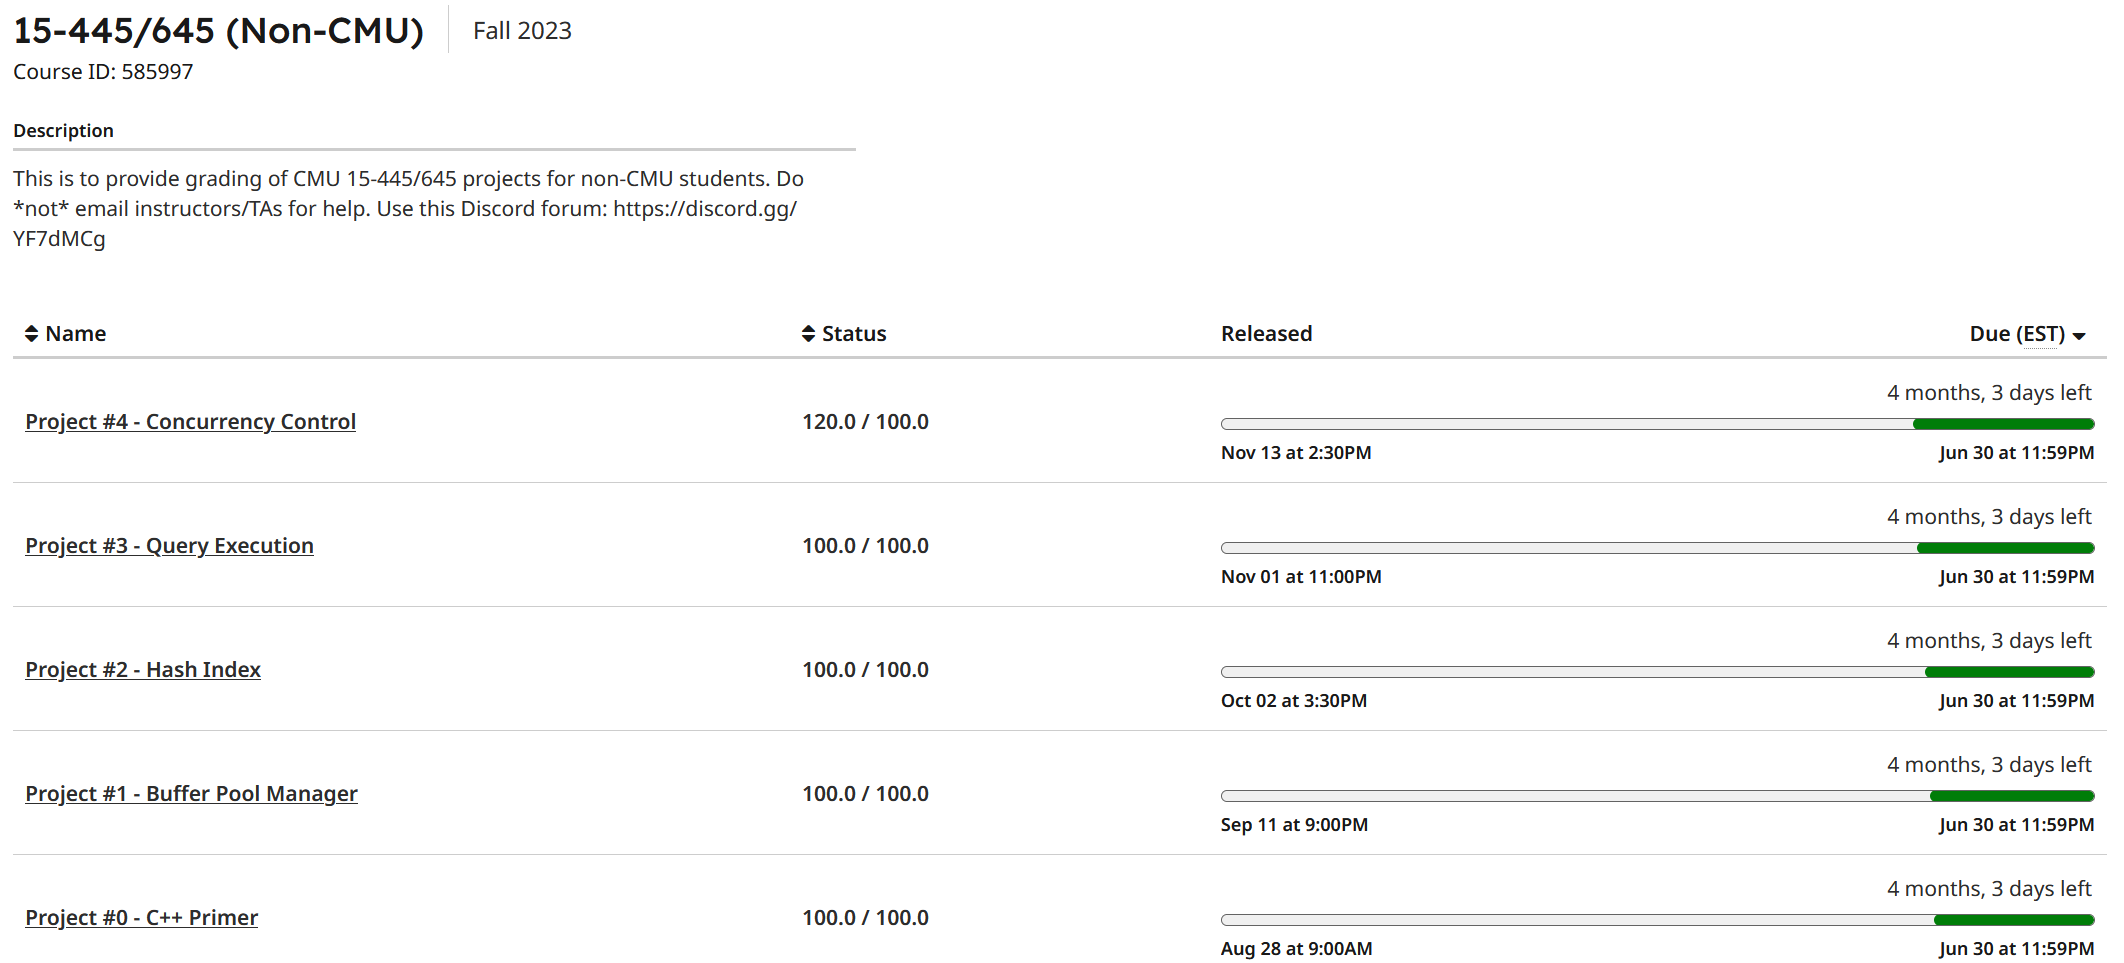 15-445/645 (Non-CMU) Fall 2023
Course ID: 585997
Description
This is to provide grading of CMU 15-445/645 projects for non-CMU students. Do
*not* email instructors/TAs for help. Use this Discord forum: https://discord.gg/
YF7dMCg
Name Status Released Due (EST)
4 months, 3 days left
Project #4 - Concurrency Control 120.0 / 100.0
Nov 13 at 2:30PM Jun 30 at 11:59PM
4 months, 3 days left
Project #3 - Query Execution 100.0 / 100.0
Nov 01 at 11:00PM Jun 30 at 11:59PM
4 months, 3 days left
Project #2 - Hash Index 100.0 / 100.0
Oct 02 at 3:30PM Jun 30 at 11:59PM
4 months, 3 days left
Project #1 - Buffer Pool Manager 100.0 / 100.0
Sep 11 at 9:00PM Jun 30 at 11:59PM
4 months, 3 days left
Project #0 - C++ Primer 100.0 / 100.0
Aug 28 at 9:00AM Jun 30 at 11:59PM